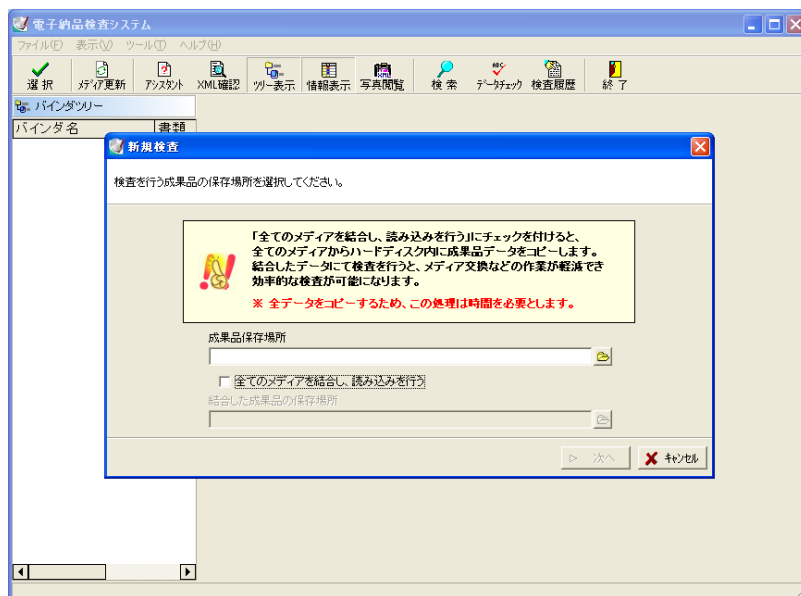 電子納品検査システム
ファイル(F) 表示(V) ツール(T) ヘルプ(H)
選 択 メディア更新 アシスタント XML確認 ツリー表示 情報表示 写真閲覧 検 索 データチェック 検査履歴 終 了
バインダツリー
バインダ名 書類
新規検査
検査を行う成果品の保存場所を選択してください。
「全てのメディアを結合し、読み込みを行う」にチェックを付けると、
全てのメディアからハードディスク内に成果品データをコピーします。
結合したデータにて検査を行うと、メディア交換などの作業が軽減でき
効率的な検査が可能になります。
※ 全データをコピーするため、この処理は時間を必要とします。
成果品保存場所
全てのメディアを結合し、読み込みを行う
結合した成果品の保存場所
次へ キャンセル